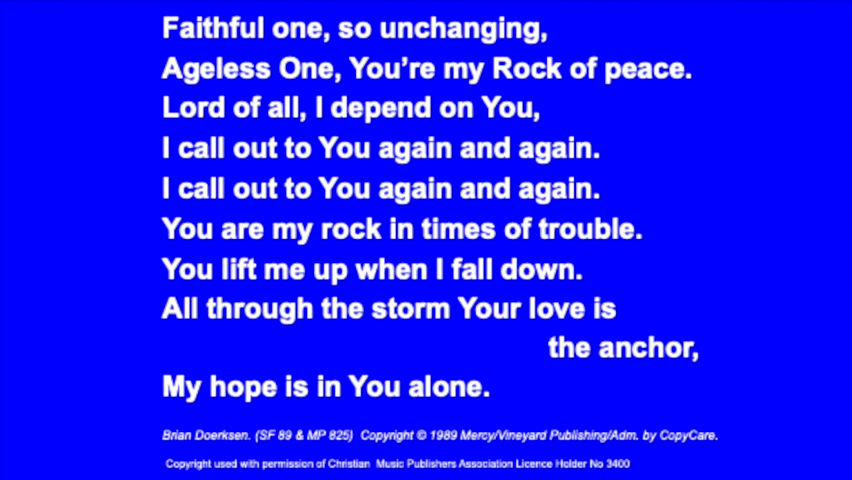 Faithful one, so unchanging,
Ageless One, You’re my Rock of peace.
Lord of all, I depend on You,
I call out to You again and again.
I call out to You again and again.
You are my rock in times of trouble.
You lift me up when I fall down.
All through the storm Your love is
the anchor,
My hope is in You alone.
Brian Doerksen. (SF 89 & MP 825)  Copyright © 1989 Mercy/Vineyard Publishing/Adm. by CopyCare.
Copyright used with permission of Christian  Music Publishers Association Licence Holder No 3400